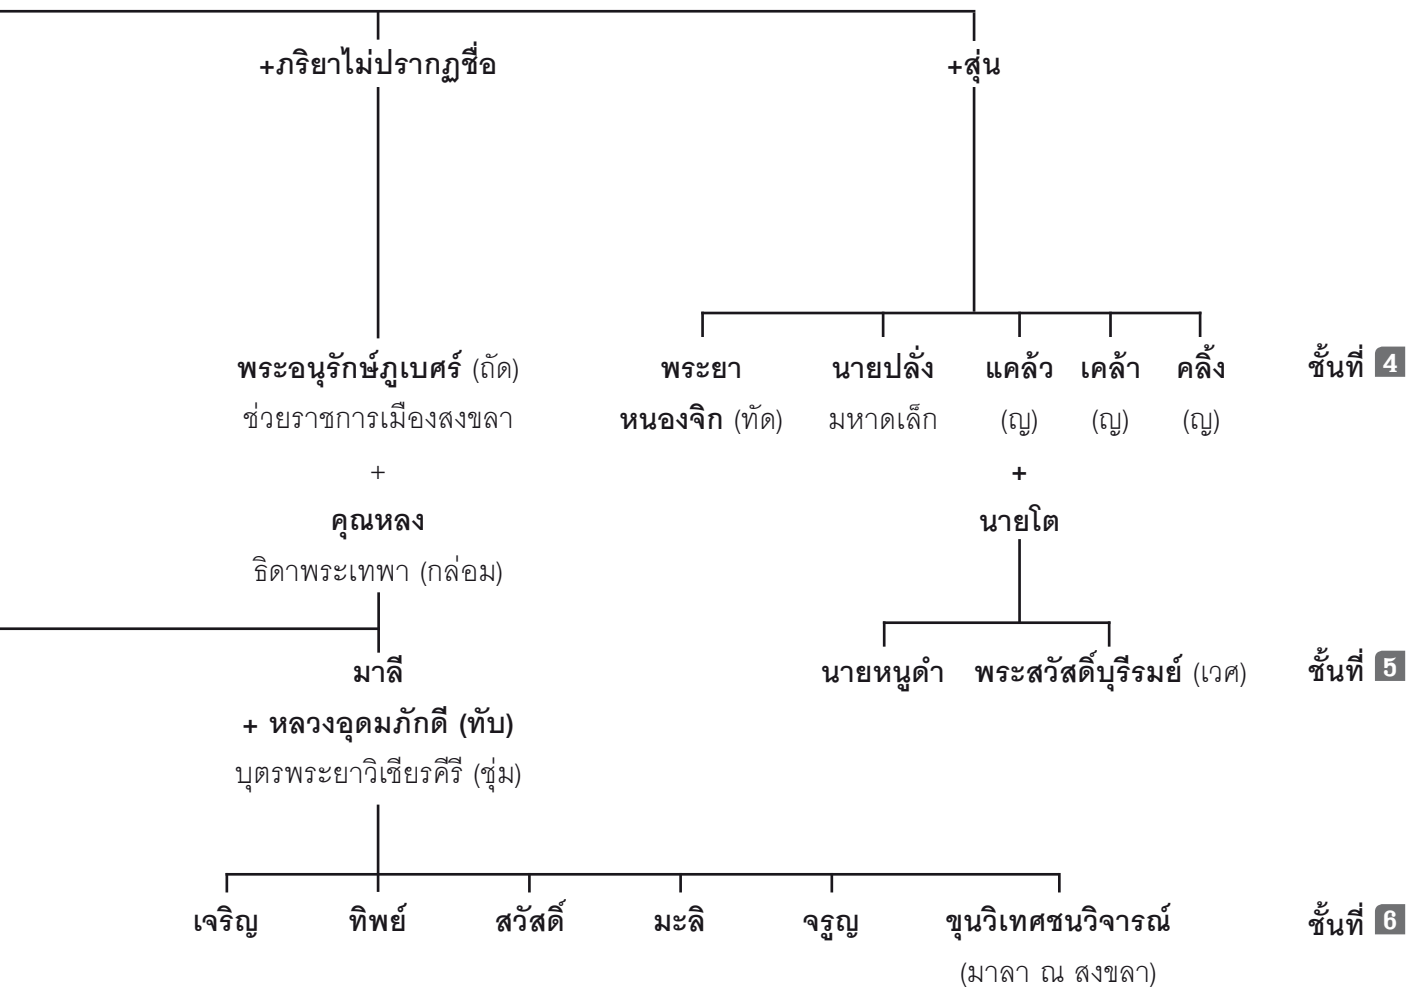 +ภริยาไม่ปรากฏชื่อ +สุ่น
พระอนุรักษ์ภูเบศร์ (ถัด) พระยา นายปลั่ง แคล้ว เคล้า คลิ้ง ชั้นที่ 4
ช่วยราชการเมืองสงขลา หนองจิก (ทัด) มหาดเล็ก (ญ) (ญ) (ญ)
+ +
คุณหลง นายโต
ธิดาพระเทพา (กล่อม)
มาลี นายหนูดำ พระสวัสดิ์บุรีรมย์ (เวศ) ชั้นที่ 5
+ หลวงอุดมภักดี (ทับ)
บุตรพระยาวิเชียรคีรี (ชุ่ม)
เจริญ ทิพย์ สวัสดิ์ มะลิ จรูญ ขุนวิเทศชนวิจารณ์ ชั้นที่ 6
(มาลา ณ สงขลา)